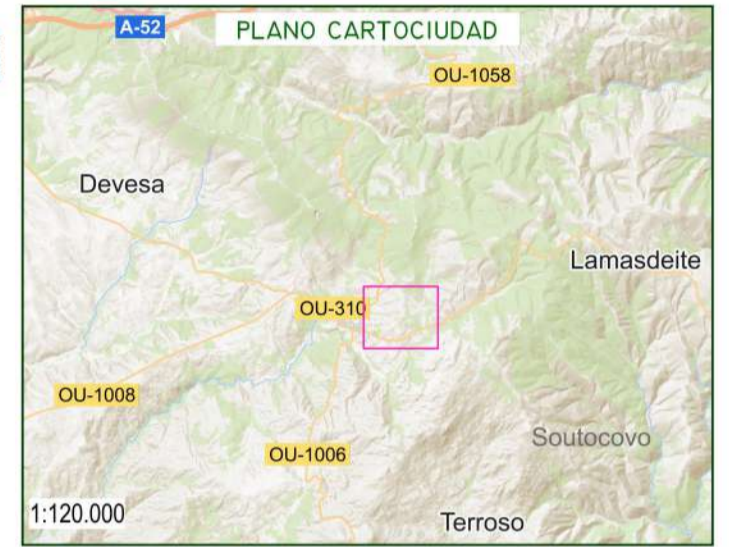 A-52
PLANO CARTOCIUDAD
OU-1058
Devesa
Lamasdeite
OU-310
OU-1008
Soutocovo
OU-1006
1:120.000
Terroso